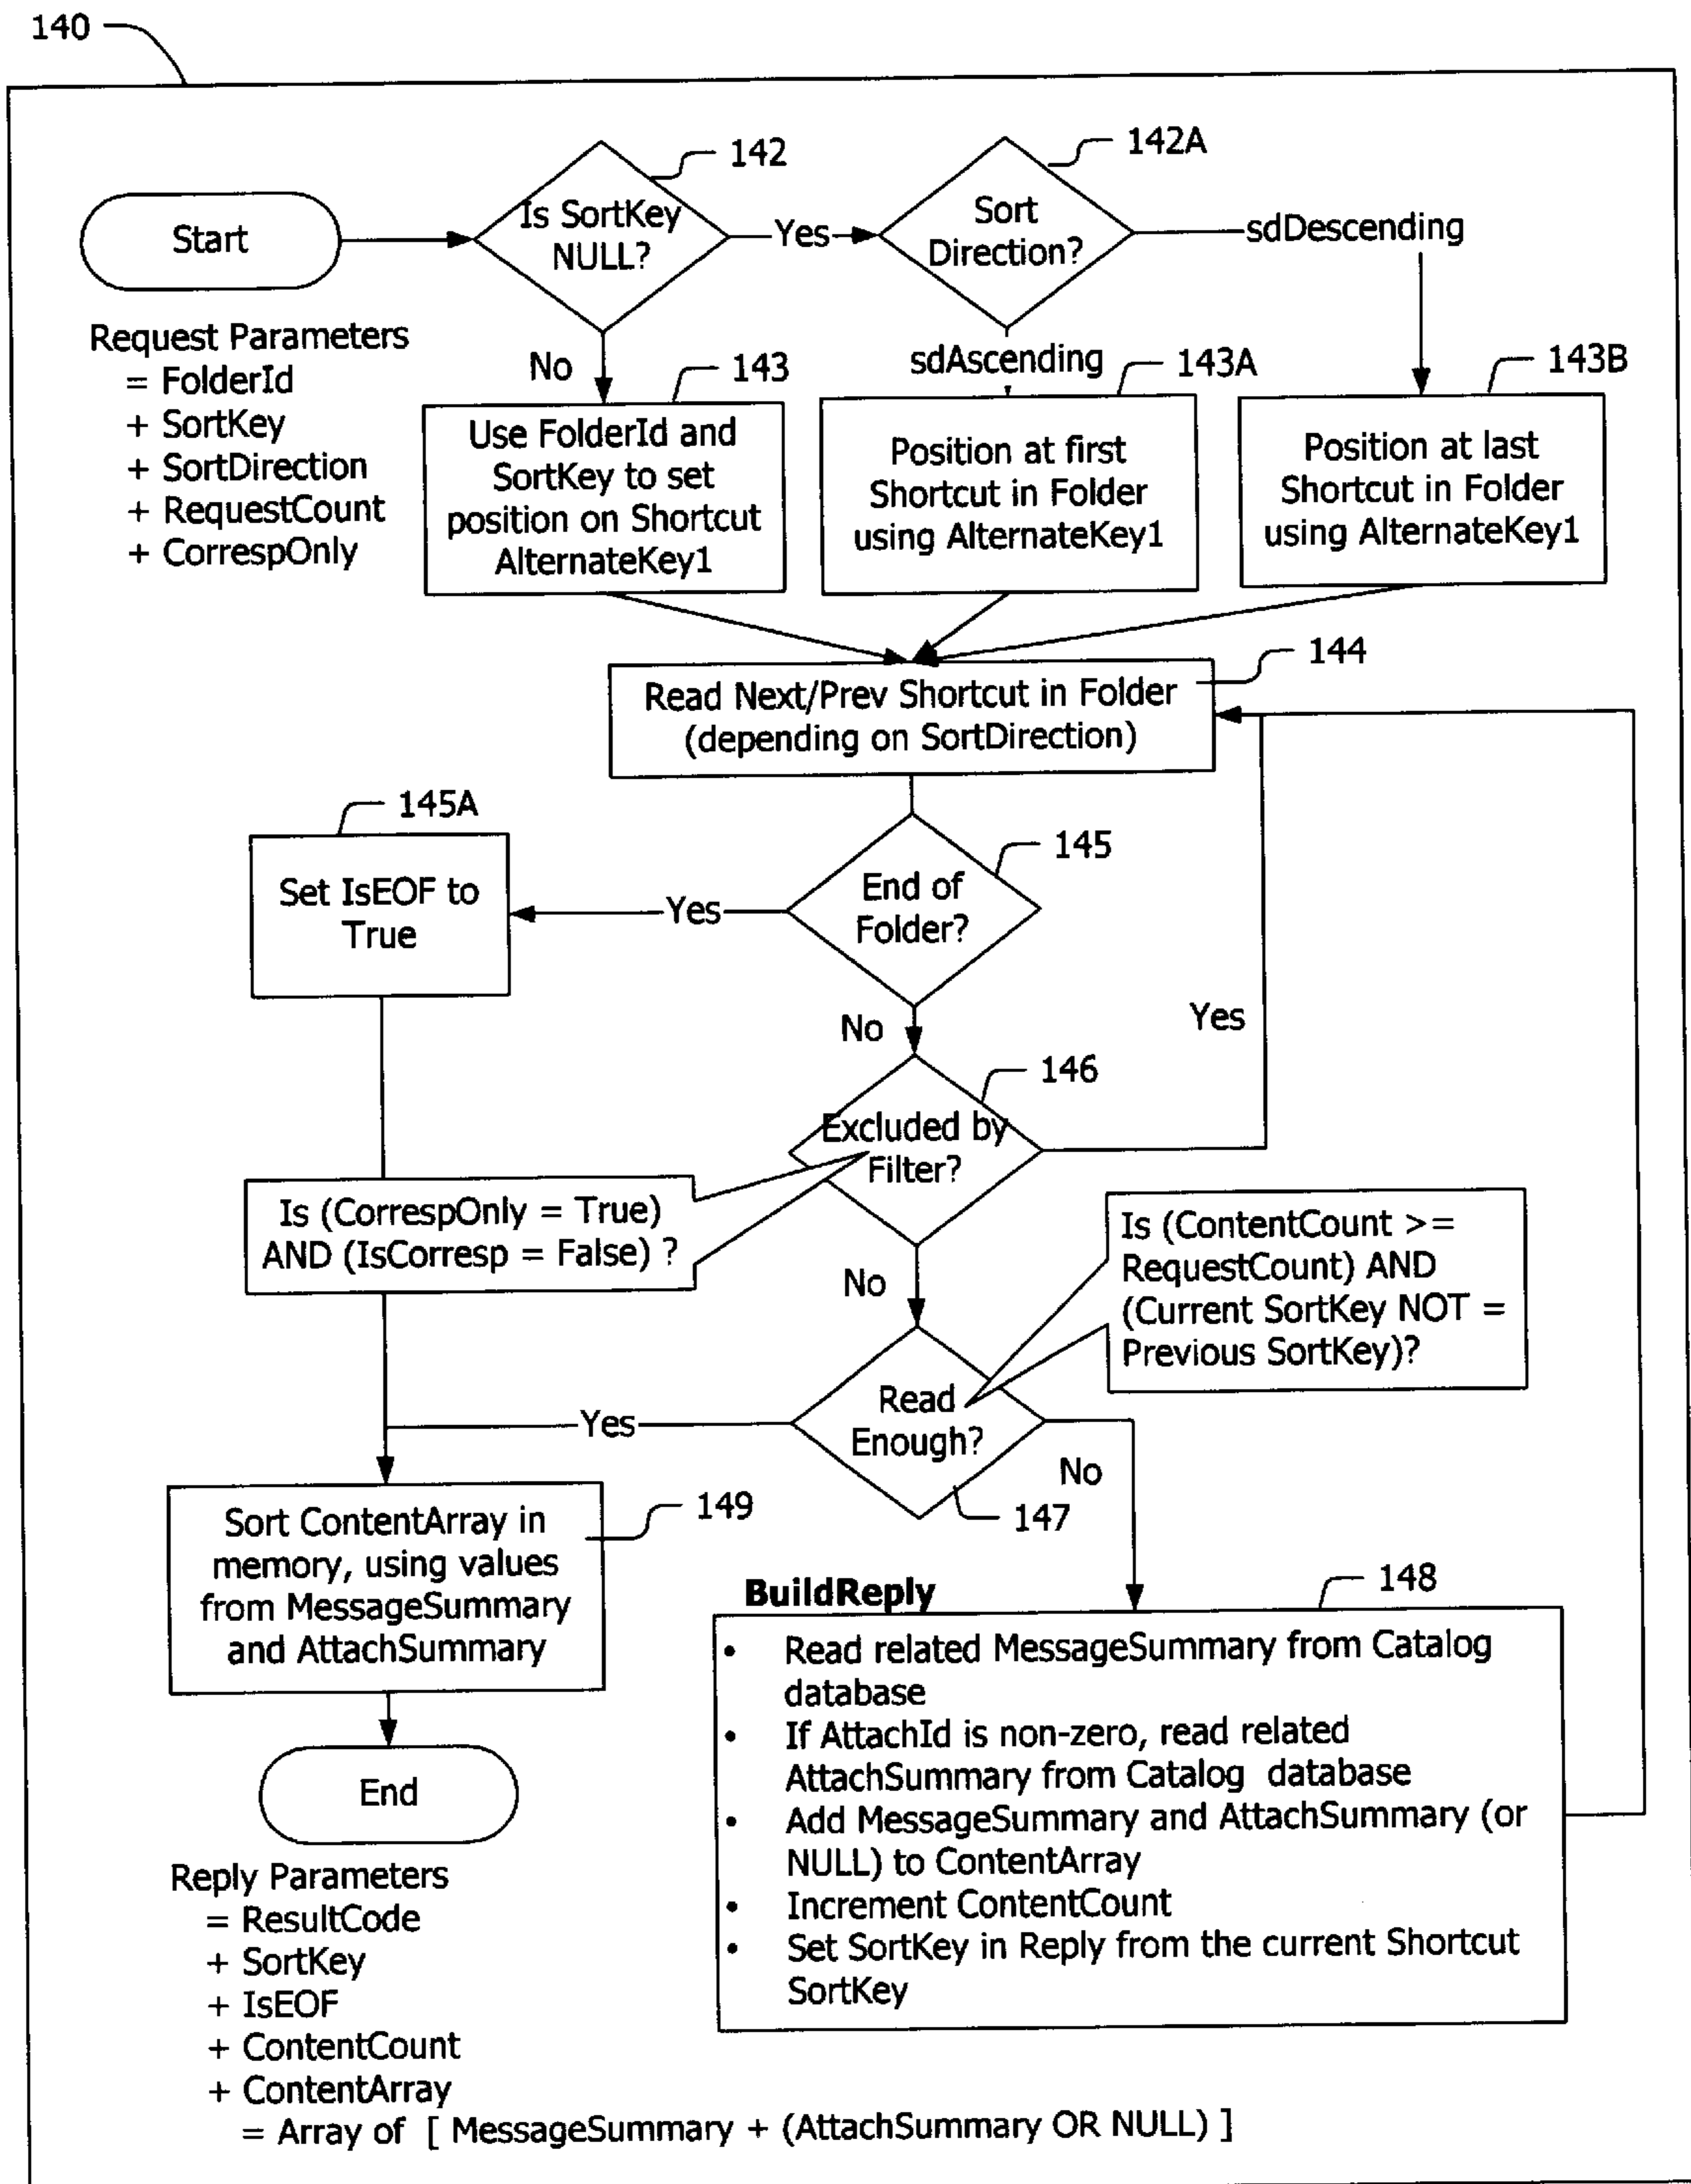 140
142
142A
Start
Is SortKey
NULL?
Yes
Sort
Direction?
sdDescending
Request Parameters
= FolderId
+ SortKey
+ SortDirection
+ RequestCount
+ CorrespOnly
No
143
sdAscending
143A
143B
Use FolderId and
SortKey to set
position on Shortcut
AlternateKey1
Position at first
Shortcut in Folder
using AlternateKey1
Position at last
Shortcut in Folder
using AlternateKey1
144
Read Next/Prev Shortcut in Folder
(depending on SortDirection)
145A
145
Set IsEOF to
True
Yes
End of
Folder?
No
Yes
146
Excluded by
Filter?
Is (CorrespOnly = True)
AND (IsCorresp = False) ?
No
Is (ContentCount >=
RequestCount) AND
(Current SortKey NOT =
Previous SortKey)?
Yes
Read
Enough?
No
147
149
Sort ContentArray in
memory, using values
from MessageSummary
and AttachSummary
BuildReply
148
• Read related MessageSummary from Catalog
database
• If AttachId is non-zero, read related
AttachSummary from Catalog database
• Add MessageSummary and AttachSummary (or
NULL) to ContentArray
• Increment ContentCount
• Set SortKey in Reply from the current Shortcut
SortKey
End
Reply Parameters
= ResultCode
+ SortKey
+ IsEOF
+ ContentCount
+ ContentArray
= Array of [ MessageSummary + (AttachSummary OR NULL) ]